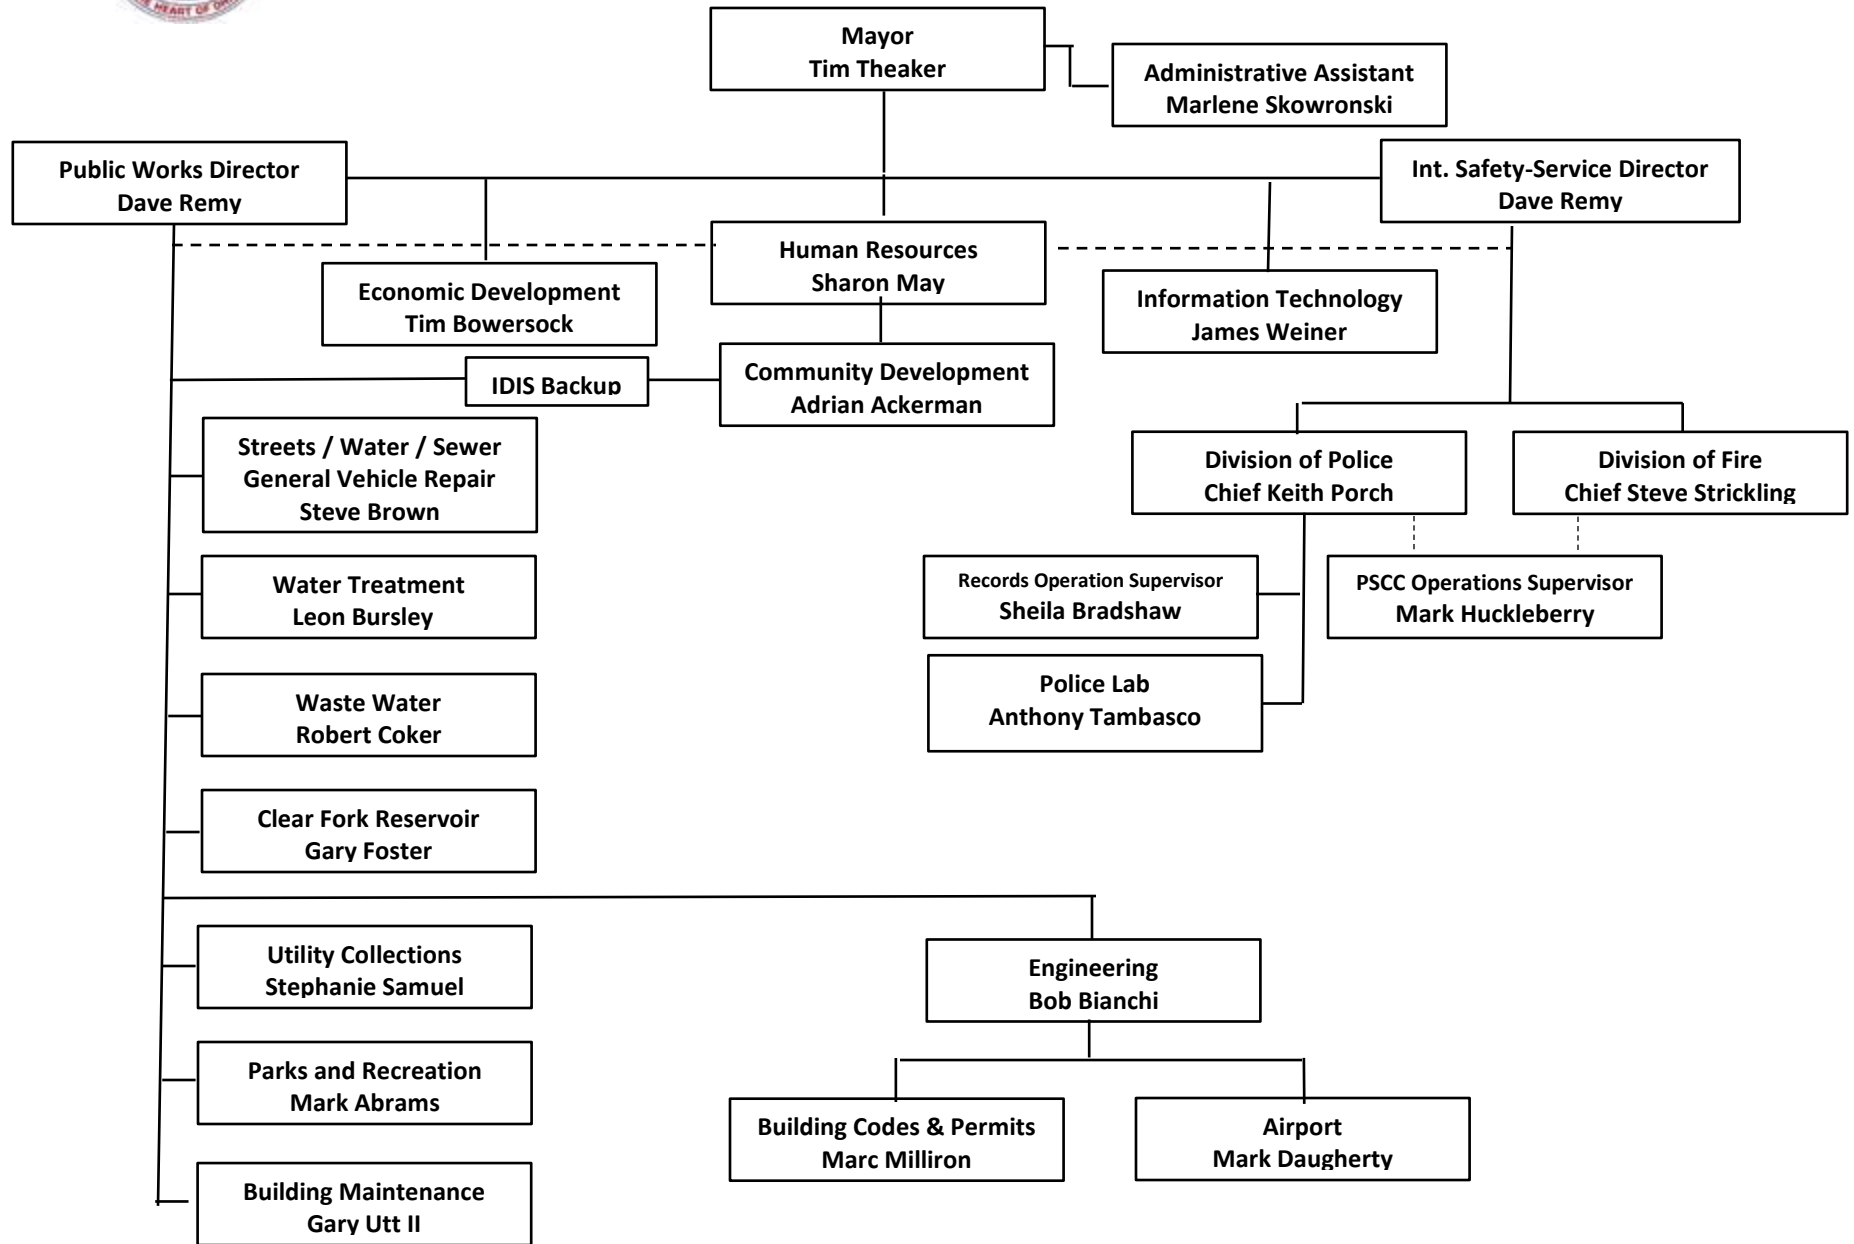 HEART OF
Mayor
Tim Theaker
Administrative Assistant
Marlene Skowronski
Public Works Director
Dave Remy
Int. Safety-Service Director
Dave Remy
Human Resources
Sharon May
Economic Development
Tim Bowersock
Information Technology
James Weiner
IDIS Backup
Community Development
Adrian Ackerman
Streets / Water / Sewer
General Vehicle Repair
Steve Brown
Division of Police
Chief Keith Porch
Division of Fire
Chief Steve Strickling
Water Treatment
Leon Bursley
Records Operation Supervisor
Sheila Bradshaw
PSCC Operations Supervisor
Mark Huckleberry
Police Lab
Anthony Tambasco
Waste Water
Robert Coker
Clear Fork Reservoir
Gary Foster
Utility Collections
Stephanie Samuel
Engineering
Bob Bianchi
Parks and Recreation
Mark Abrams
Building Codes & Permits
Marc Milliron
Airport
Mark Daugherty
Building Maintenance
Gary Utt II